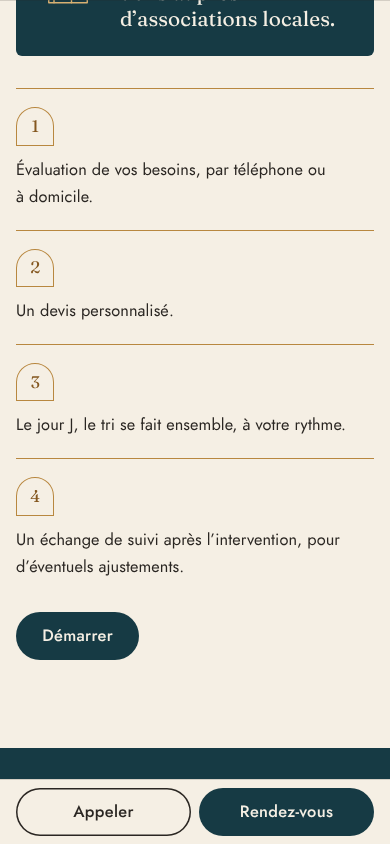 d’associations locales.
1
Évaluation de vos besoins, par téléphone ou
à domicile.
2
Un devis personnalisé.
3
Le jour J, le tri se fait ensemble, à votre rythme.
4
Un échange de suivi après l’intervention, pour
d’éventuels ajustements.
Démarrer
Appeler
Rendez-vous